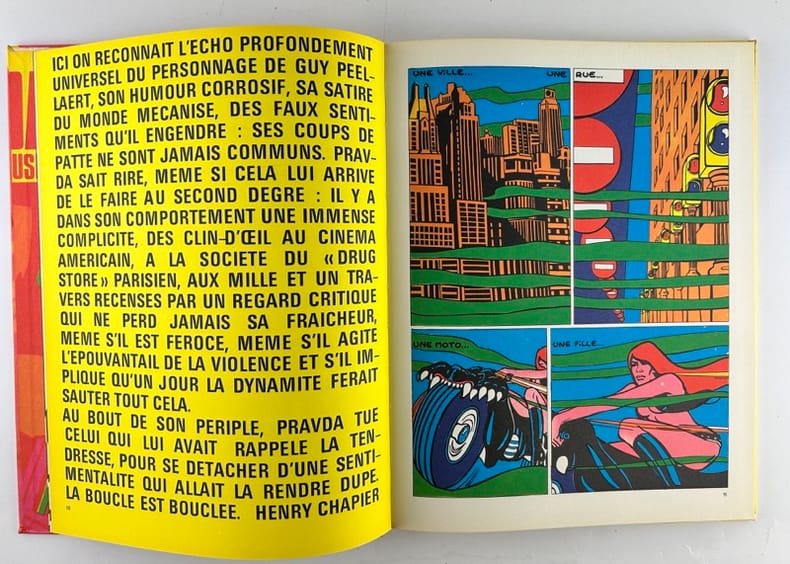 US
ICI ON RECONNAIT L'ECHO PROFONDEMENT
UNIVERSEL DU PERSONNAGE DE GUY PEEL-
LAERT, SON HUMOUR CORROSIF, SA SATIRE
DU MONDE MECANISE, DES FAUX SENTI-
MENTS QU'IL ENGENDRE : SES COUPS DE
PATTE NE SONT JAMAIS COMMUNS. PRAV-
DA SAIT RIRE, MEME SI CELA LUI ARRIVE
DE LE FAIRE AU SECOND DEGRE : IL Y A
DANS SON COMPORTEMENT UNE IMMENSE
COMPLICITE, DES CLIN-D'ŒIL AU CINEMA
AMERICAIN, A LA SOCIETE DU « DRUG
STORE » PARISIEN, AUX MILLE ET UN TRA-
VERS RECENSES PAR UN REGARD CRITIQUE
QUI NE PERD JAMAIS SA FRAICHEUR,
MEME S'IL EST FEROCE, MEME S'IL AGITE
L'EPOUVANTAIL DE LA VIOLENCE ET S'IL IM-
PLIQUE QU'UN JOUR LA DYNAMITE FERAIT
SAUTER TOUT CELA.
AU BOUT DE SON PERIPLE, PRAVDA TUE
CELUI QUI LUI AVAIT RAPPELE LA TEN-
DRESSE, POUR SE DETACHER D'UNE SENTI-
MENTALITE QUI ALLAIT LA RENDRE DUPE.
LA BOUCLE EST BOUCLEE. HENRY CHAPIER
10
UNE VILLE...
UNE RUE...
UNE MOTO...
UNE FILLE...
11